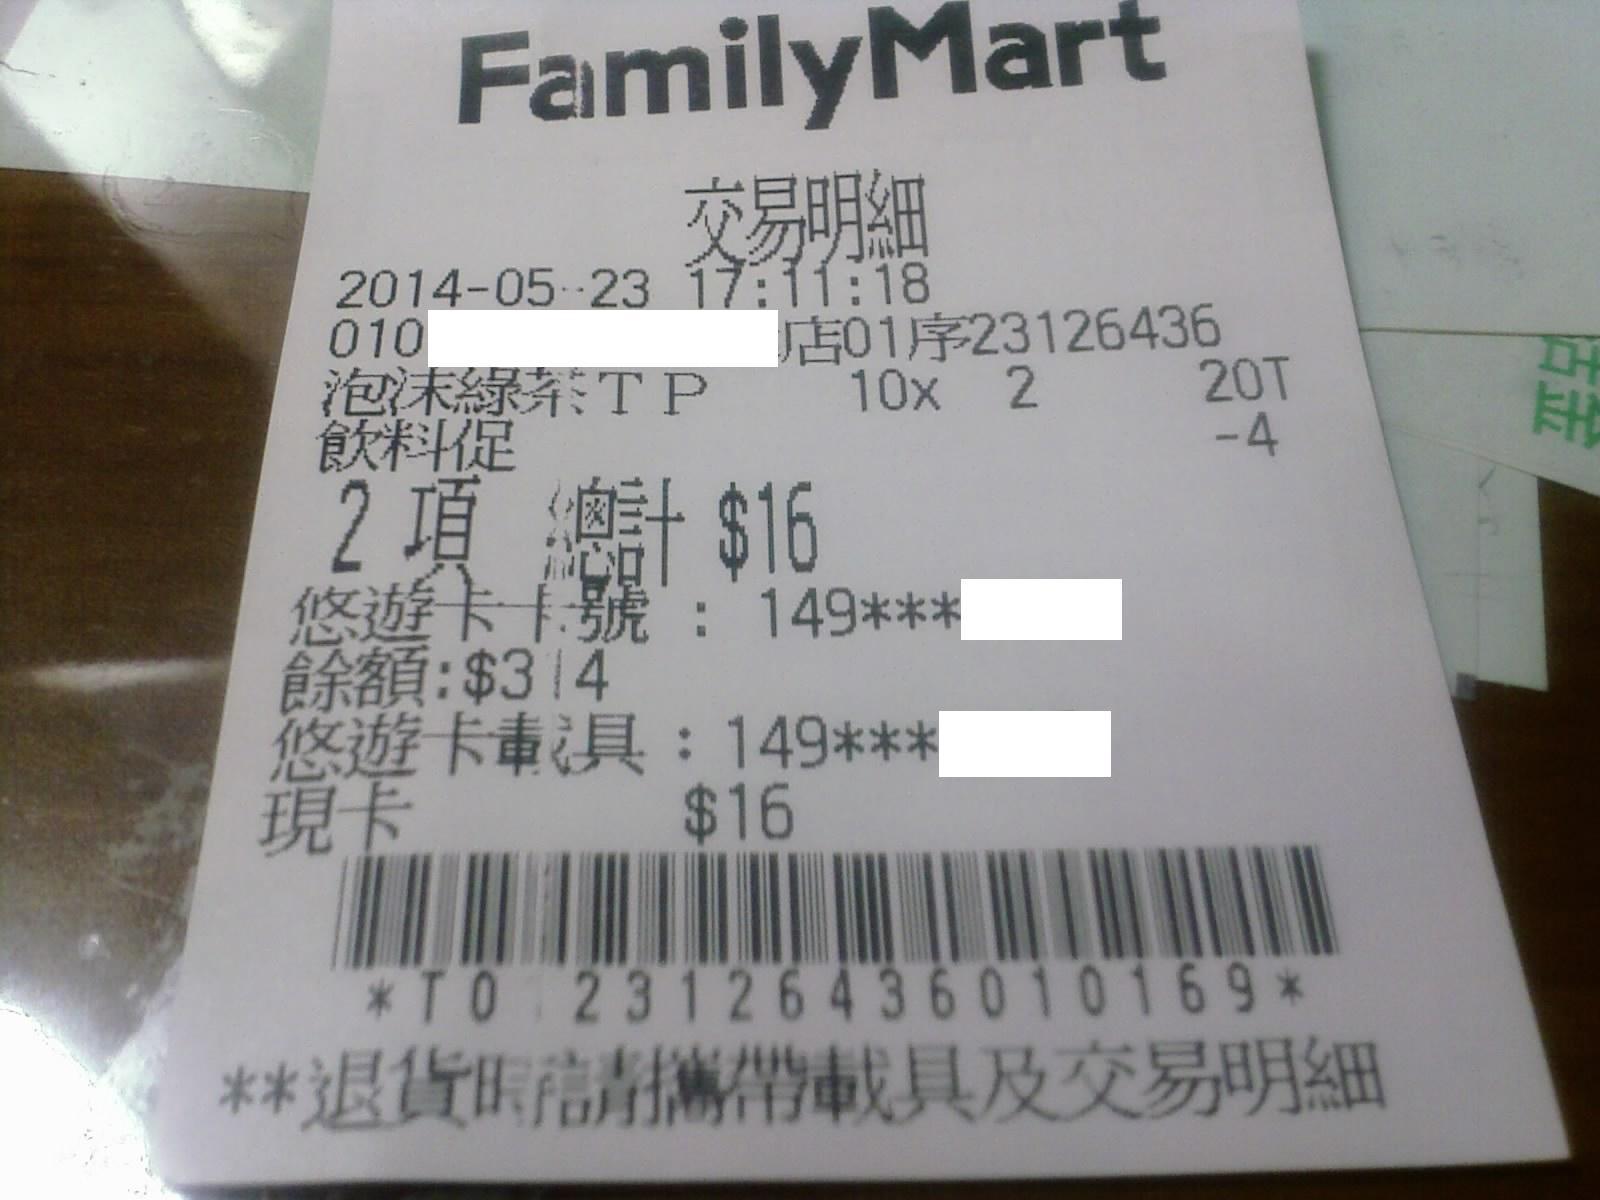 FamilyMart
交易明細
2014-05-23 17:11:18
010 店01序23126436
泡沫綠茶TP 10x 2 20T
飲料促 -4
2 項 總計 $16
悠遊卡卡號 : 149***
餘額:$3 4
悠遊卡載具 : 149***
現卡 $16
*T0 23126436010169*
**退貨時請攜帶載具及交易明細